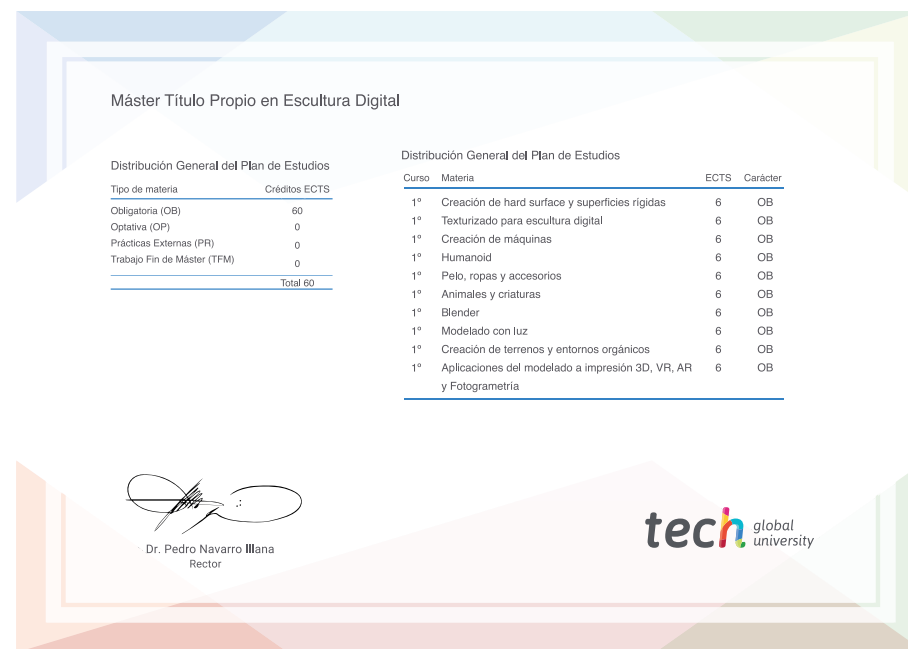 Máster Título Propio en Escultura Digital
Distribución General del Plan de Estudios
Tipo de materia Créditos ECTS
Obligatoria (OB) 60
Optativa (OP) 0
Prácticas Externas (PR) 0
Trabajo Fin de Máster (TFM) 0
Total 60
Distribución General del Plan de Estudios
Curso Materia ECTS Carácter
1º Creación de hard surface y superficies rígidas 6 OB
1º Texturizado para escultura digital 6 OB
1º Creación de máquinas 6 OB
1º Humanoid 6 OB
1º Pelo, ropas y accesorios 6 OB
1º Animales y criaturas 6 OB
1º Blender 6 OB
1º Modelado con luz 6 OB
1º Creación de terrenos y entornos orgánicos 6 OB
1º Aplicaciones del modelado a impresión 3D, VR, AR 6 OB
y Fotogrametría
Dr. Pedro Navarro Illana
Rector
tech global
university